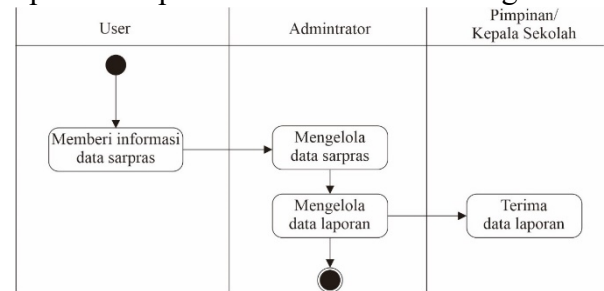 User
Admintrator
Pimpinan/
Kepala Sekolah
Memberi informasi
data sarpras
Mengelola
data sarpras
Mengelola
data laporan
Terima
data laporan